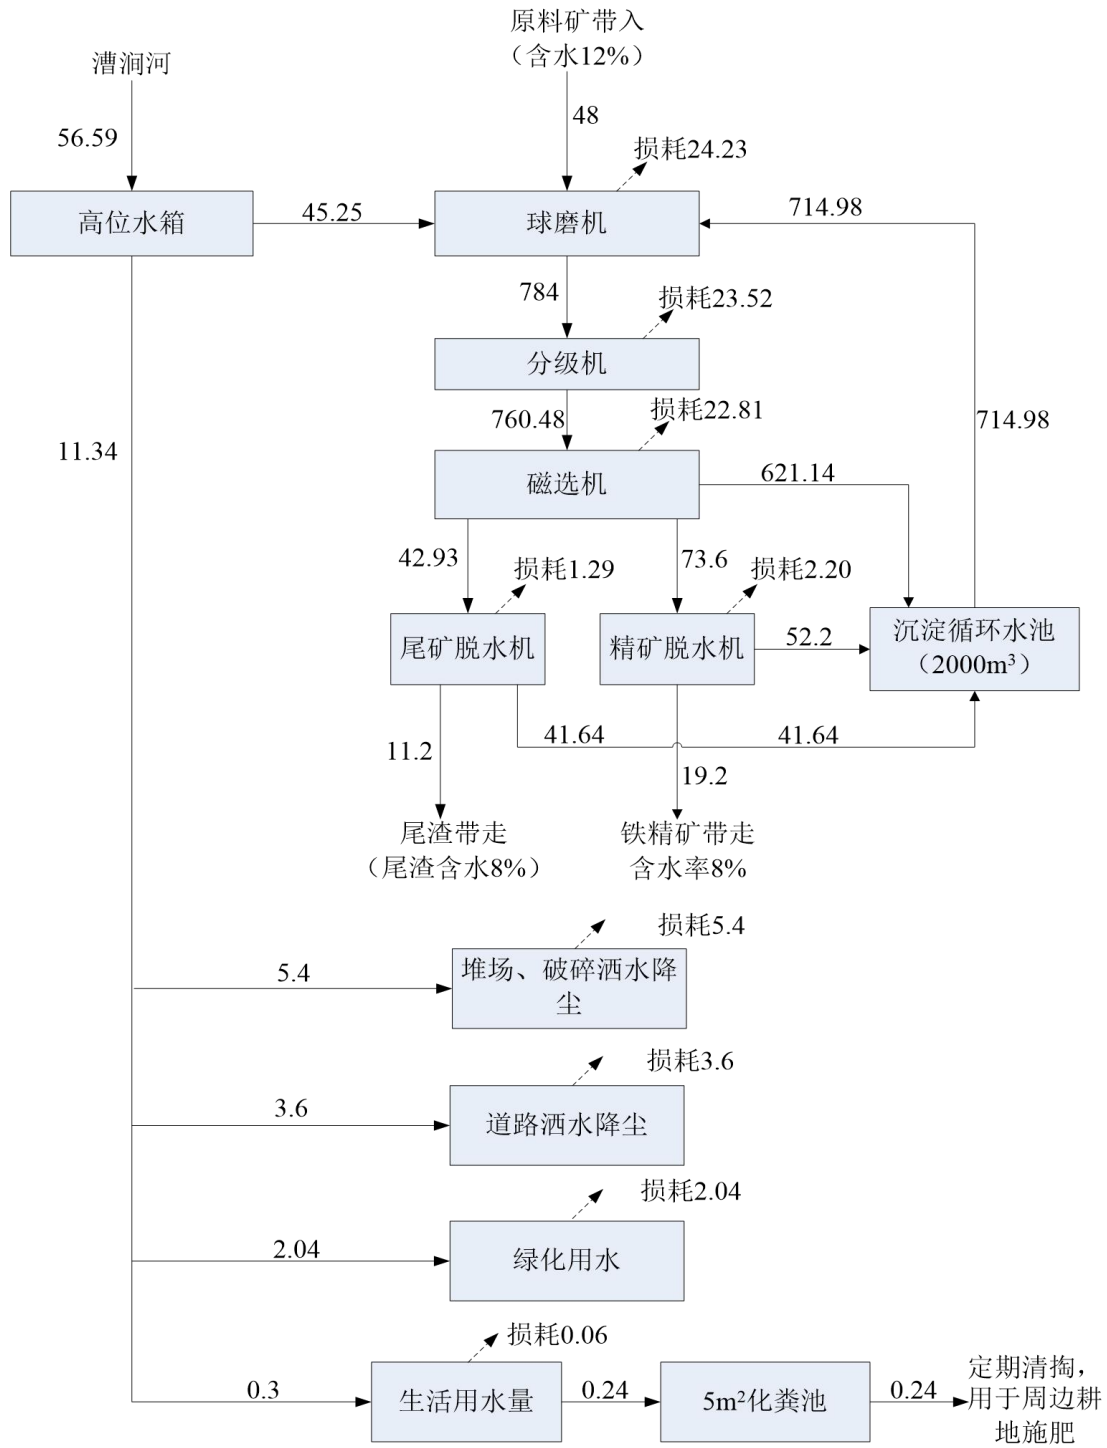 原料矿带入
（含水12%）
漕涧河
56.59
48
损耗24.23
高位水箱
45.25
球磨机
714.98
784
损耗23.52
分级机
760.48
损耗22.81
714.98
11.34
磁选机
621.14
42.93
损耗1.29
73.6
损耗2.20
尾矿脱水机
精矿脱水机
52.2
沉淀循环水池
（2000m³）
41.64
41.64
11.2
19.2
尾渣带走
（尾渣含水8%）
铁精矿带走
含水率8%
损耗5.4
5.4
堆场、破碎洒水降
尘
损耗3.6
3.6
道路洒水降尘
损耗2.04
2.04
绿化用水
损耗0.06
0.3
生活用水量
0.24
5m²化粪池
0.24
定期清掏，
用于周边耕
地施肥